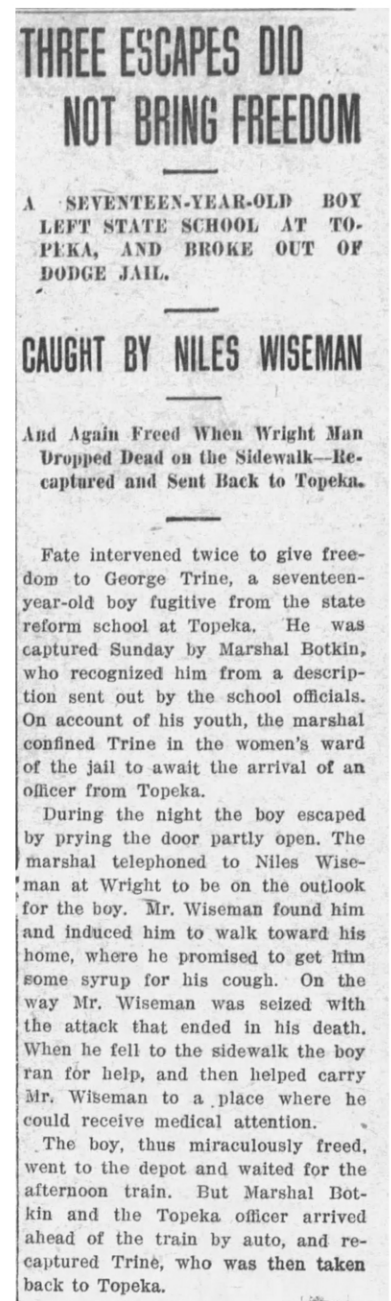 THREE ESCAPES DID
NOT BRING FREEDOM
A SEVENTEEN-YEAR-OLD BOY
LEFT STATE SCHOOL AT TO-
PEKA, AND BROKE OUT OF
DODGE JAIL.
CAUGHT BY NILES WISEMAN
And Again Freed When Wright Man
Dropped Dead on the Sidewalk—Re-
captured and Sent Back to Topeka.
Fate intervened twice to give free-
dom to George Trine, a seventeen-
year-old boy fugitive from the state
reform school at Topeka. He was
captured Sunday by Marshal Botkin,
who recognized him from a descrip-
tion sent out by the school officials.
On account of his youth, the marshal
confined Trine in the women's ward
of the jail to await the arrival of an
officer from Topeka.
During the night the boy escaped
by prying the door partly open. The
marshal telephoned to Niles Wise-
man at Wright to be on the outlook
for the boy. Mr. Wiseman found him
and induced him to walk toward his
home, where he promised to get him
some syrup for his cough. On the
way Mr. Wiseman was seized with
the attack that ended in his death.
When he fell to the sidewalk the boy
ran for help, and then helped carry
Mr. Wiseman to a place where he
could receive medical attention.
The boy, thus miraculously freed,
went to the depot and waited for the
afternoon train. But Marshal Bot-
kin and the Topeka officer arrived
ahead of the train by auto, and re-
captured Trine, who was then taken
back to Topeka.